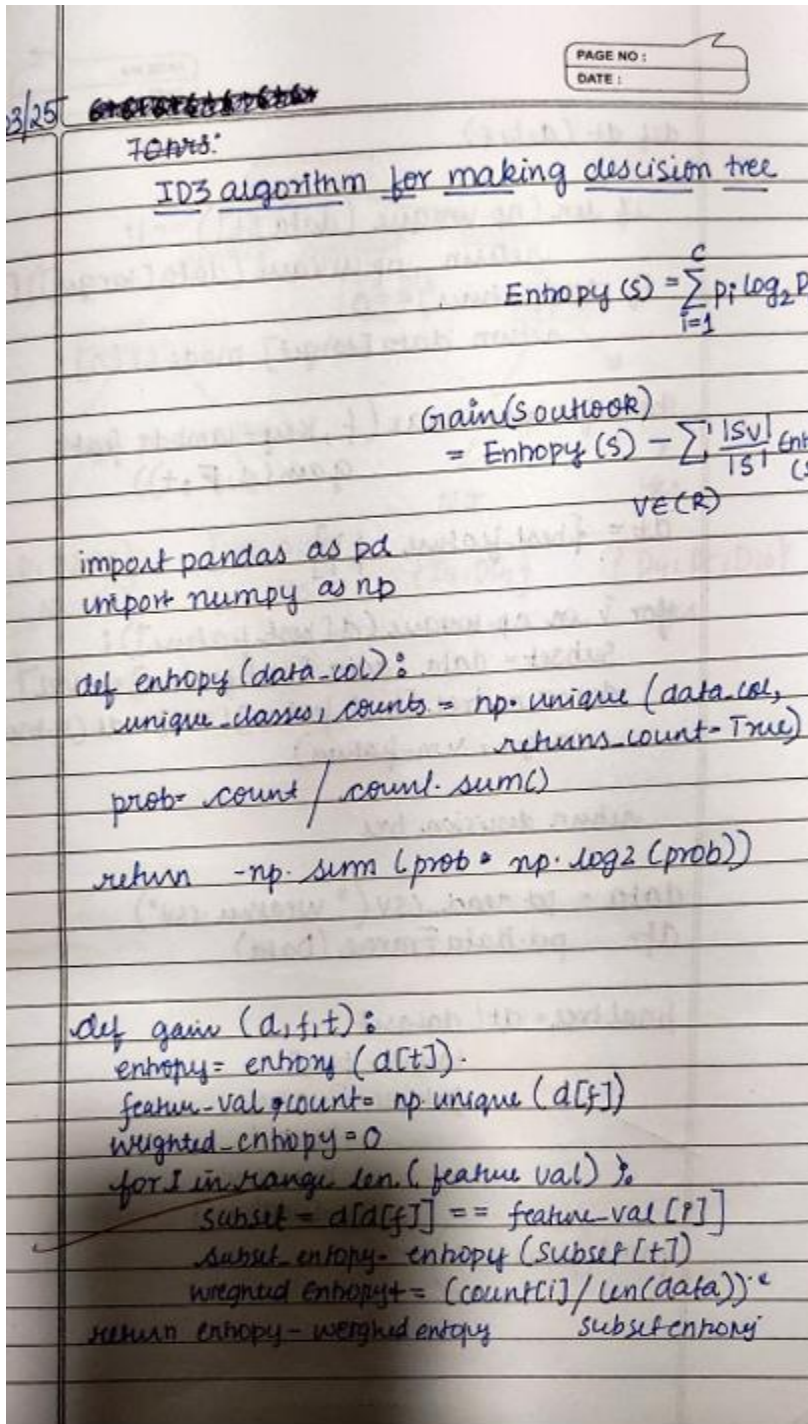 PAGE NO :
DATE :
03/25
ID3 algorithm for making descision tree
Entropy (S) = ∑ i=1 C pi log2 P
Gain(S outlook)
= Entropy (S) - ∑ |Sv| / |S| Ent
VE(R)
import pandas as pd
import numpy as np
def entropy (data_col):
unique_classes, counts = np. unique (data_col,
returns_count = True)
prob= count / count. sum()
return -np. sum (prob * np. log2 (prob))
def gain (d,f,t):
entropy = entropy (d[t]).
featur_val, count= np. unique (d[f])
weighted_entropy = 0
for I in range len. ( feature val ) :
subset = d[d[f]] == feature_val [i]]
subset_entopy = entropy (subset [t])
weighted Entropy + = (count[i] / len(data)) *
subset entropy
return entropy - weighted entropy